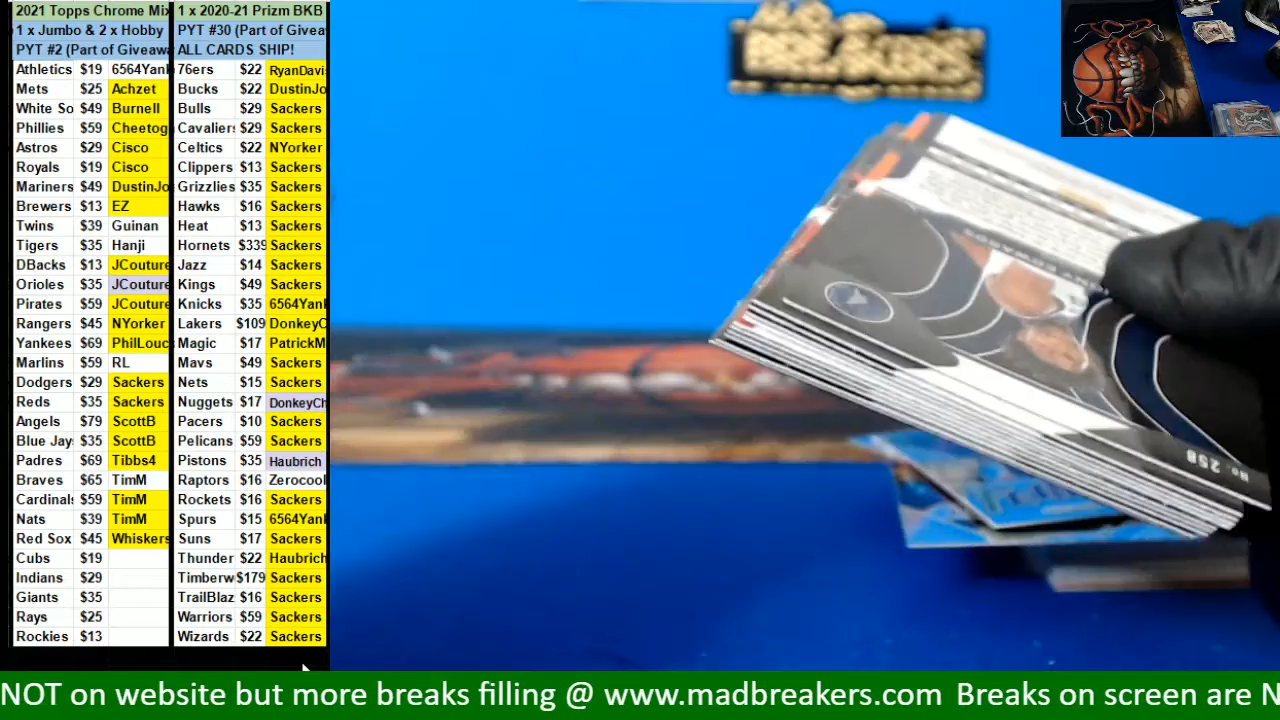 2021 Topps Chrome Mix
1 x Jumbo & 2 x Hobby
PYT #2 (Part of Giveaw
Athletics $19 6564Yank
Mets $25 Achzet
White So $49 Burnell
Phillies $59 Cheetog
Astros $29 Cisco
Royals $19 Cisco
Mariners $49 DustinJo
Brewers $13 EZ
Twins $39 Guinan
Tigers $35 Hanji
DBacks $13 JCouture
Orioles $35 JCouture
Pirates $59 JCouture
Rangers $45 NYorker
Yankees $69 PhilLouc
Marlins $59 RL
Dodgers $29 Sackers
Reds $35 Sackers
Angels $79 ScottB
Blue Jay $35 ScottB
Padres $69 Tibbs4
Braves $65 TimM
Cardinals $59 TimM
Nats $39 TimM
Red Sox $45 Whiskers
Cubs $19
Indians $29
Giants $35
Rays $25
Rockies $13
1 x 2020-21 Prizm BKB
PYT #30 (Part of Givea
ALL CARDS SHIP!
76ers $22 RyanDavi
Bucks $22 DustinJo
Bulls $29 Sackers
Cavaliers $29 Sackers
Celtics $22 NYorker
Clippers $13 Sackers
Grizzlies $35 Sackers
Hawks $16 Sackers
Heat $13 Sackers
Hornets $339 Sackers
Jazz $14 Sackers
Kings $49 Sackers
Knicks $35 6564Yank
Lakers $109 DonkeyC
Magic $17 PatrickM
Mavs $49 Sackers
Nets $15 Sackers
Nuggets $17 DonkeyCh
Pacers $10 Sackers
Pelicans $59 Sackers
Pistons $35 Haubrich
Raptors $16 Zerocool
Rockets $16 Sackers
Spurs $15 6564Yank
Suns $17 Sackers
Thunder $22 Haubrich
Timberw $179 Sackers
TrailBlaz $16 Sackers
Warriors $59 Sackers
Wizards $22 Sackers
EDWARDS
No. 258
NOT on website but more breaks filling @ www.madbreakers.com Breaks on screen are N